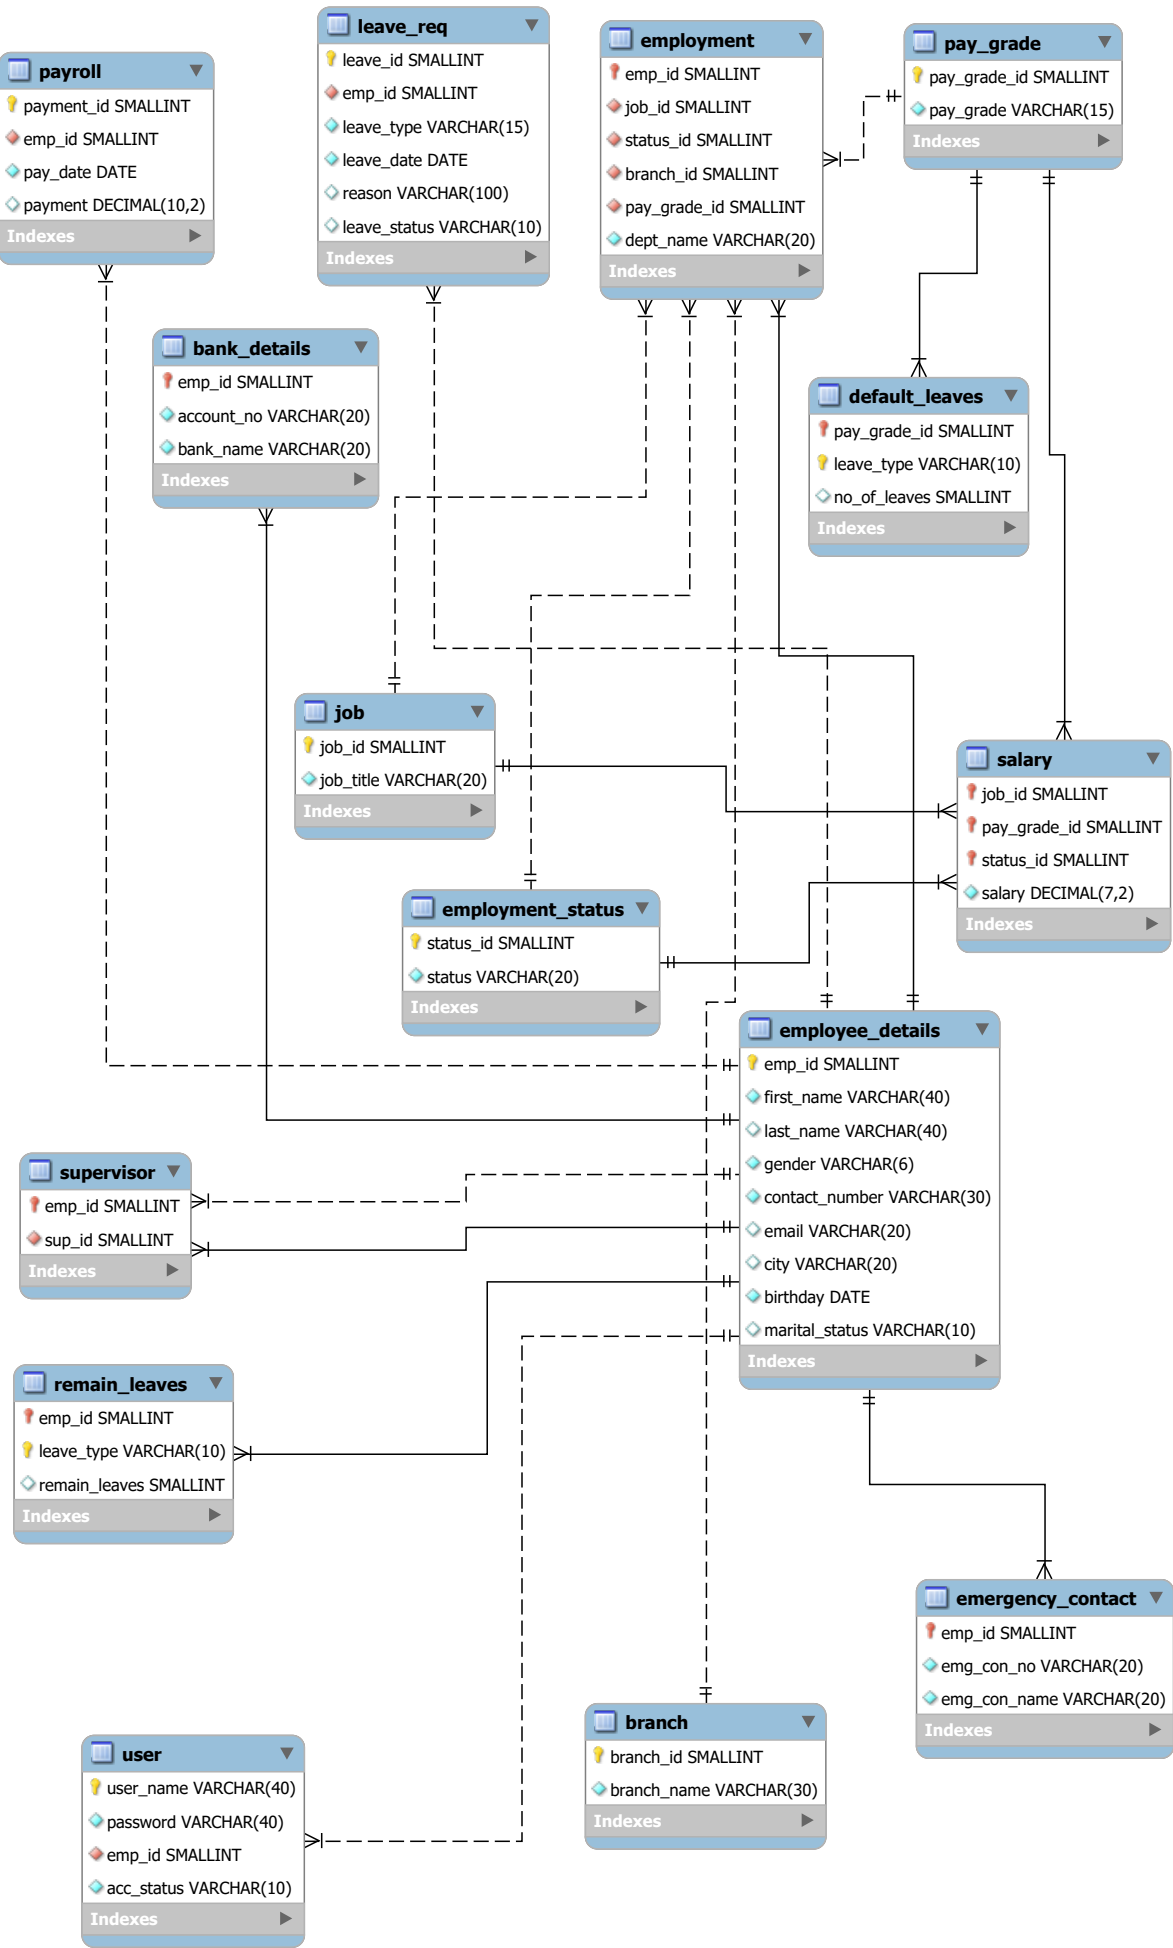 payroll
payment_id SMALLINT
emp_id SMALLINT
pay_date DATE
payment DECIMAL(10,2)
Indexes
leave_req
leave_id SMALLINT
emp_id SMALLINT
leave_type VARCHAR(15)
leave_date DATE
reason VARCHAR(100)
leave_status VARCHAR(10)
Indexes
employment
emp_id SMALLINT
job_id SMALLINT
status_id SMALLINT
branch_id SMALLINT
pay_grade_id SMALLINT
dept_name VARCHAR(20)
Indexes
pay_grade
pay_grade_id SMALLINT
pay_grade VARCHAR(15)
Indexes
bank_details
emp_id SMALLINT
account_no VARCHAR(20)
bank_name VARCHAR(20)
Indexes
default_leaves
pay_grade_id SMALLINT
leave_type VARCHAR(10)
no_of_leaves SMALLINT
Indexes
job
job_id SMALLINT
job_title VARCHAR(20)
Indexes
salary
job_id SMALLINT
pay_grade_id SMALLINT
status_id SMALLINT
salary DECIMAL(7,2)
Indexes
employment_status
status_id SMALLINT
status VARCHAR(20)
Indexes
employee_details
emp_id SMALLINT
first_name VARCHAR(40)
last_name VARCHAR(40)
gender VARCHAR(6)
contact_number VARCHAR(30)
email VARCHAR(20)
city VARCHAR(20)
birthday DATE
marital_status VARCHAR(10)
Indexes
supervisor
emp_id SMALLINT
sup_id SMALLINT
Indexes
remain_leaves
emp_id SMALLINT
leave_type VARCHAR(10)
remain_leaves SMALLINT
Indexes
emergency_contact
emp_id SMALLINT
emg_con_no VARCHAR(20)
emg_con_name VARCHAR(20)
Indexes
branch
branch_id SMALLINT
branch_name VARCHAR(30)
Indexes
user
user_name VARCHAR(40)
password VARCHAR(40)
emp_id SMALLINT
acc_status VARCHAR(10)
Indexes